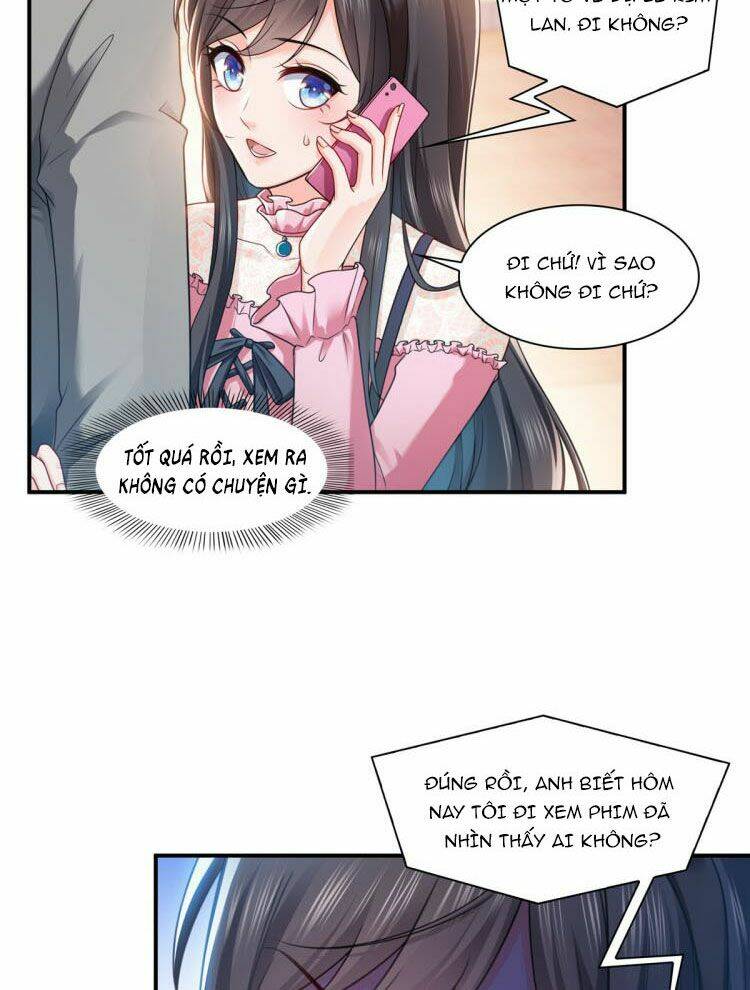 LAN. ĐI KHÔNG?
ĐI CHỨ! VÌ SAO
KHÔNG ĐI CHỨ?
TỐT QUÁ RỒI, XEM RA
KHÔNG CÓ CHUYỆN GÌ.
ĐÚNG RỒI, ANH BIẾT HÔM
NAY TÔI ĐI XEM PHIM ĐÃ
NHÌN THẤY AI KHÔNG?